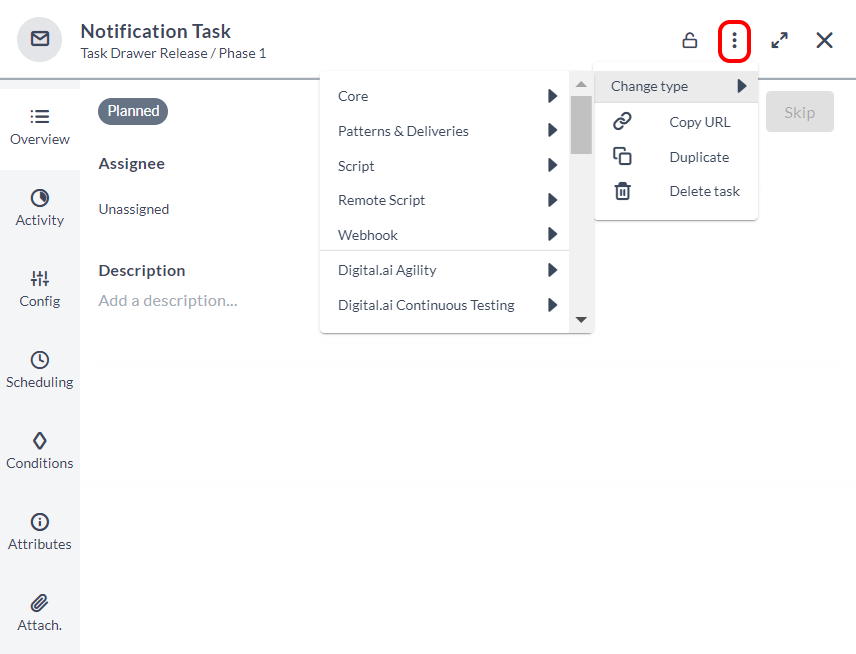 Notification Task
Task Drawer Release / Phase 1
Overview
Activity
Config
Scheduling
Conditions
Attributes
Attach.
Planned
Assignee
Unassigned
Description
Add a description...
Core
Patterns & Deliveries
Script
Remote Script
Webhook
Digital.ai Agility
Digital.ai Continuous Testing
Change type
Copy URL
Duplicate
Delete task
Skip